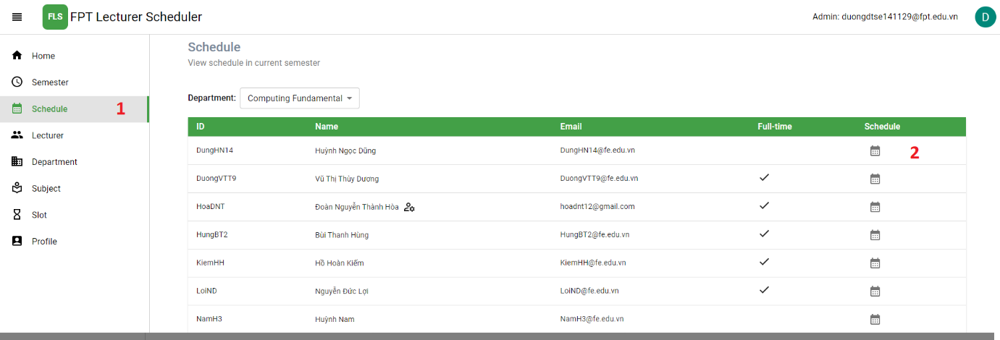 FLS FPT Lecturer Scheduler Admin: duongdtse141129@fpt.edu.vn D
Home
Semester
Schedule 1
Lecturer
Department
Subject
Slot
Profile
Schedule
View schedule in current semester
Department: Computing Fundamental
ID Name Email Full-time Schedule
DungHN14 Huỳnh Ngọc Dũng DungHN14@fe.edu.vn 2
DuongVTT9 Vũ Thị Thùy Dương DuongVTT9@fe.edu.vn
HoaDNT Đoàn Nguyễn Thành Hòa hoadnt12@gmail.com
HungBT2 Bùi Thanh Hùng HungBT2@fe.edu.vn
KiemHH Hồ Hoàn Kiếm KiemHH@fe.edu.vn
LoiND Nguyễn Đức Lợi LoiND@fe.edu.vn
NamH3 Huỳnh Nam NamH3@fe.edu.vn